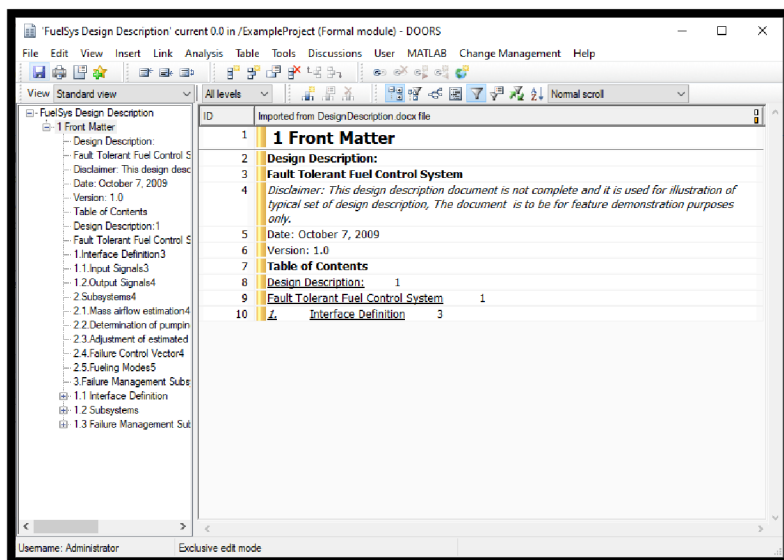 'FuelSys Design Description' current 0.0 in /ExampleProject (Formal module) - DOORS
File Edit View Insert Link Analysis Table Tools Discussions User MATLAB Change Management Help
View Standard view All levels Normal scroll
FuelSys Design Description
1 Front Matter
Design Description:
Fault Tolerant Fuel Control S
Disclaimer: This design desc
Date: October 7, 2009
Version: 1.0
Table of Contents
Design Description:1
Fault Tolerant Fuel Control S
1.Interface Definition3
1.1.Input Signals3
1.2.Output Signals4
2.Subsystems4
2.1.Mass airflow estimation4
2.2.Determination of pumpin
2.3.Adjustment of estimated
2.4.Failure Control Vector4
2.5.Fueling Modes5
3.Failure Management Subs
1.1 Interface Definition
1.2 Subsystems
1.3 Failure Management Sub
ID Imported from DesignDescription.docx file
1 1 Front Matter
2 Design Description:
3 Fault Tolerant Fuel Control System
4 Disclaimer: This design description document is not complete and it is used for illustration of
typical set of design description, The document is to be for feature demonstration purposes
only.
5 Date: October 7, 2009
6 Version: 1.0
7 Table of Contents
8 Design Description: 1
9 Fault Tolerant Fuel Control System 1
10 1. Interface Definition 3
Username: Administrator Exclusive edit mode